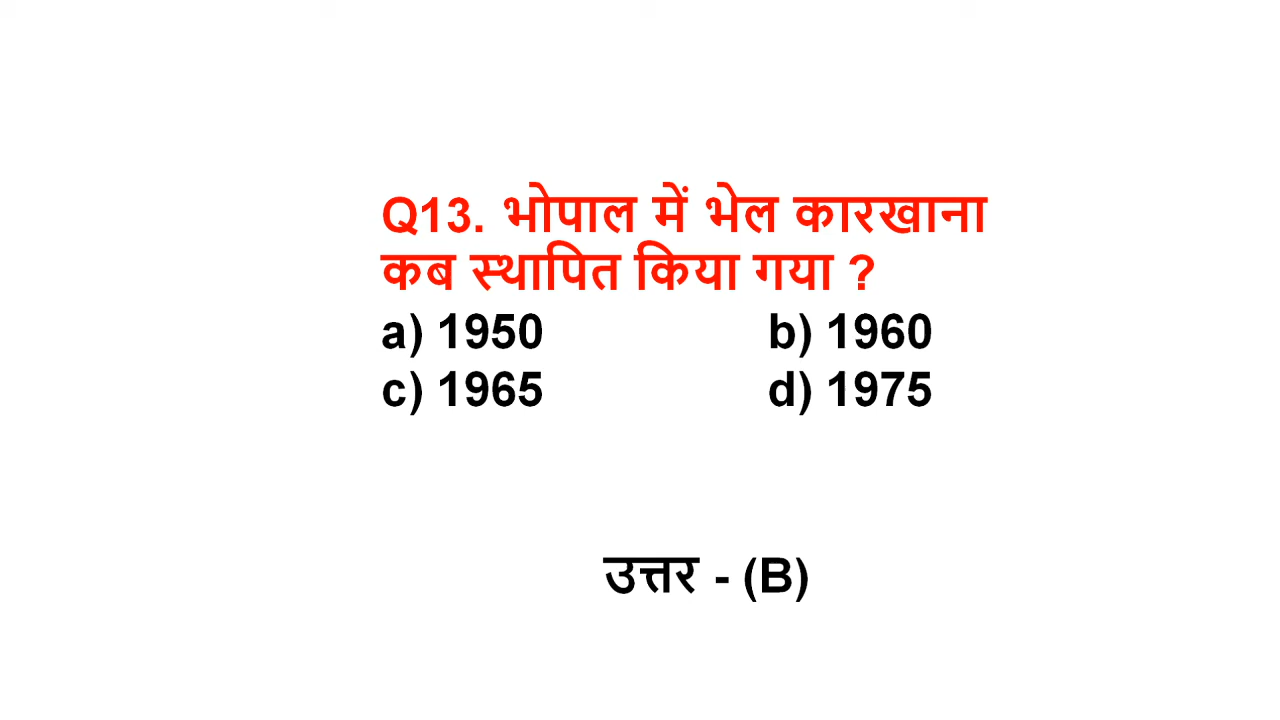 Q13. भोपाल में भेल कारखाना
कब स्थापित किया गया ?
a) 1950 b) 1960
c) 1965 d) 1975
उत्तर - (B)